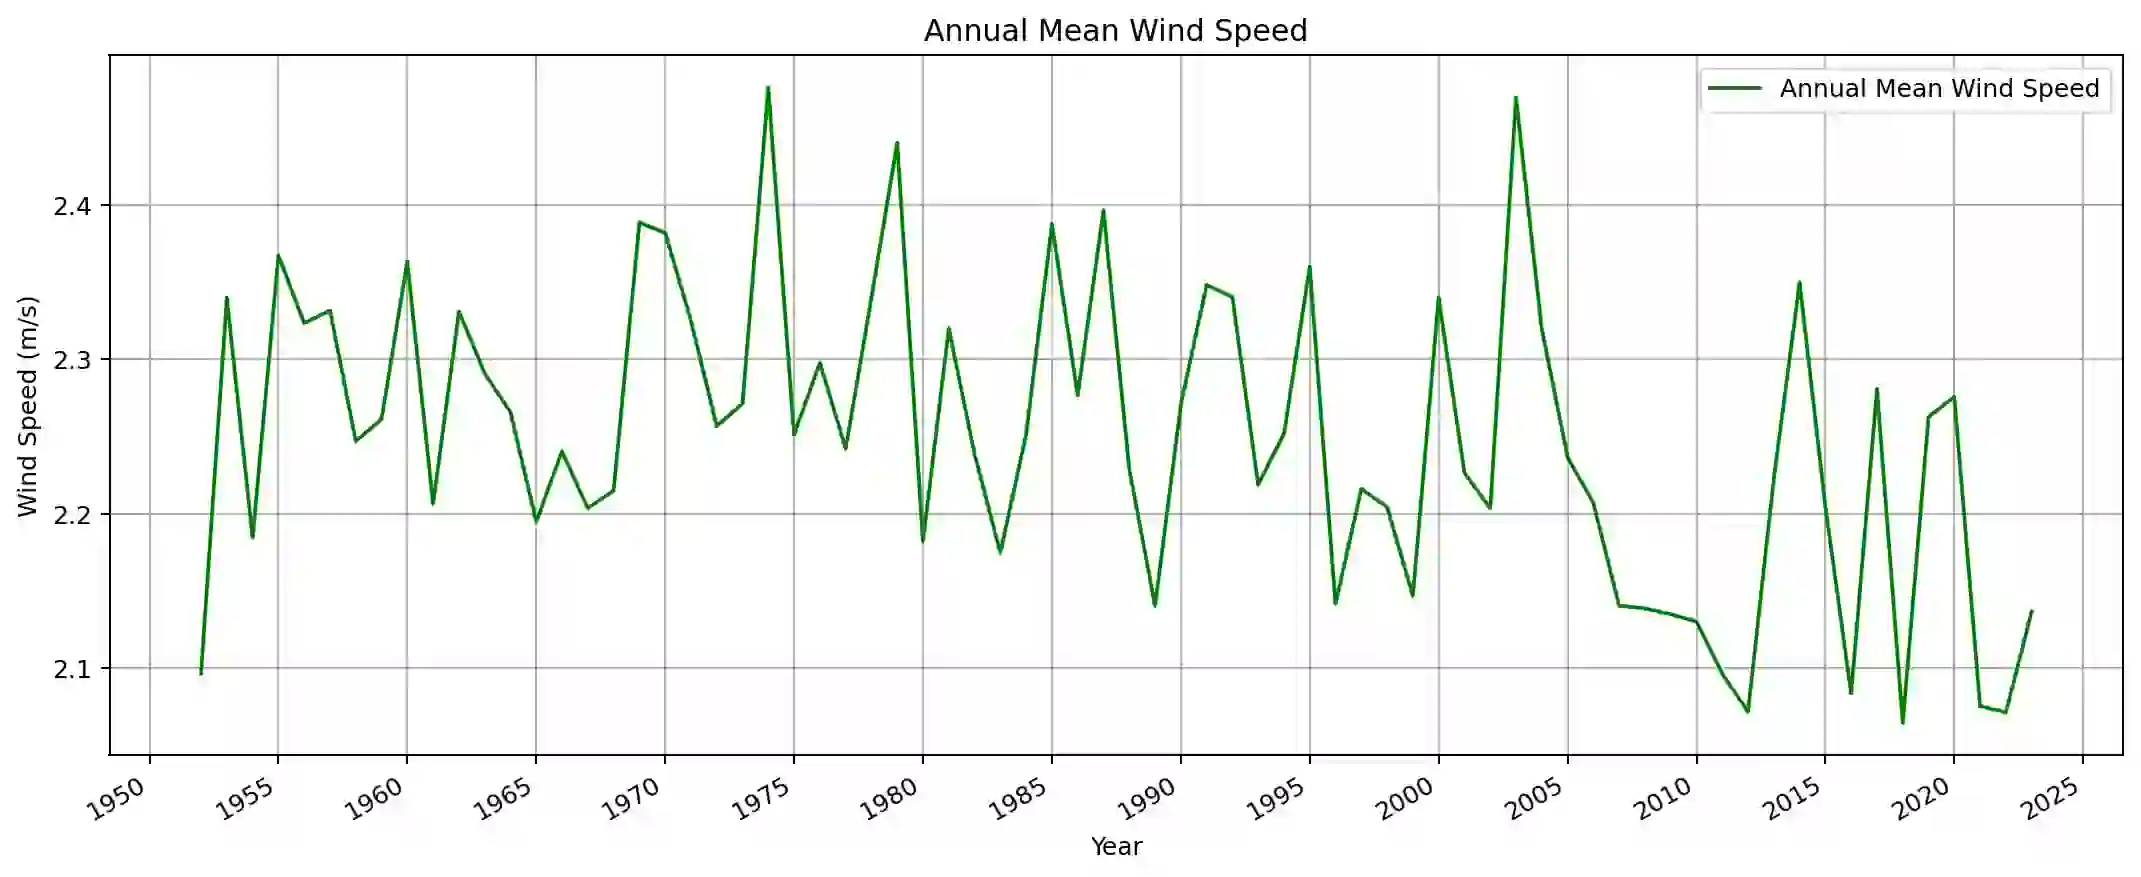 Annual Mean Wind Speed
Annual Mean Wind Speed
Wind Speed (m/s)
2.4
2.3
2.2
2.1
1950 1955 1960 1965 1970 1975 1980 1985 1990 1995 2000 2005 2010 2015 2020 2025
Year